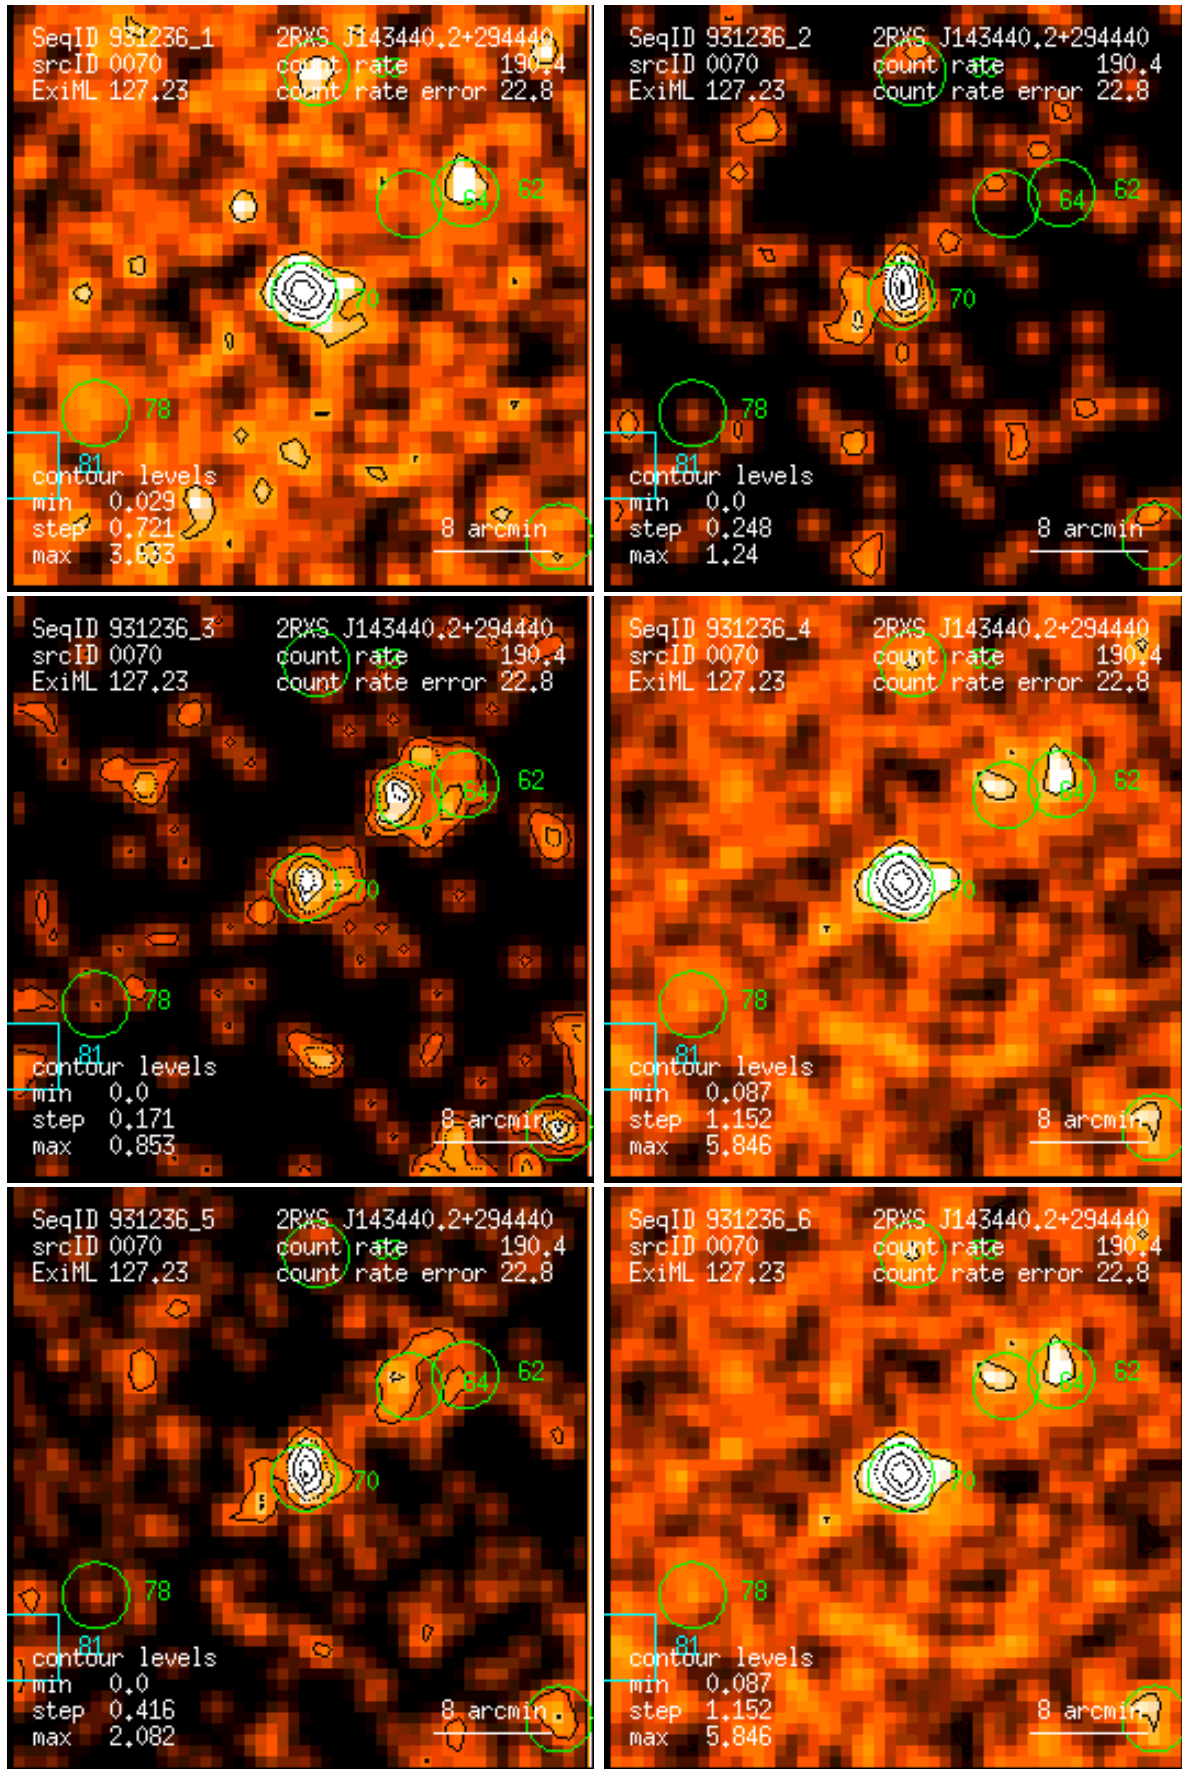 SeqID 931236_1 2RXS J143440.2+294440
srcID 0070 count rate 190.4
ExiML 127.23 count rate error 22.8
64 62
70
78
81
contour levels
min 0.029
step 0.721 8 arcmin
max 3.633
SeqID 931236_2 2RXS J143440.2+294440
srcID 0070 count rate 190.4
ExiML 127.23 count rate error 22.8
64 62
70
78
81
contour levels
min 0.0
step 0.248 8 arcmin
max 1.24
SeqID 931236_3 2RXS J143440.2+294440
srcID 0070 count rate 190.4
ExiML 127.23 count rate error 22.8
64 62
70
78
81
contour levels
min 0.0
step 0.171 8 arcmin
max 0.853
SeqID 931236_4 2RXS J143440.2+294440
srcID 0070 count rate 190.4
ExiML 127.23 count rate error 22.8
64 62
70
78
81
contour levels
min 0.087
step 1.152 8 arcmin
max 5.846
SeqID 931236_5 2RXS J143440.2+294440
srcID 0070 count rate 190.4
ExiML 127.23 count rate error 22.8
64 62
70
78
81
contour levels
min 0.0
step 0.416 8 arcmin
max 2.082
SeqID 931236_6 2RXS J143440.2+294440
srcID 0070 count rate 190.4
ExiML 127.23 count rate error 22.8
64 62
70
78
81
contour levels
min 0.087
step 1.152 8 arcmin
max 5.846